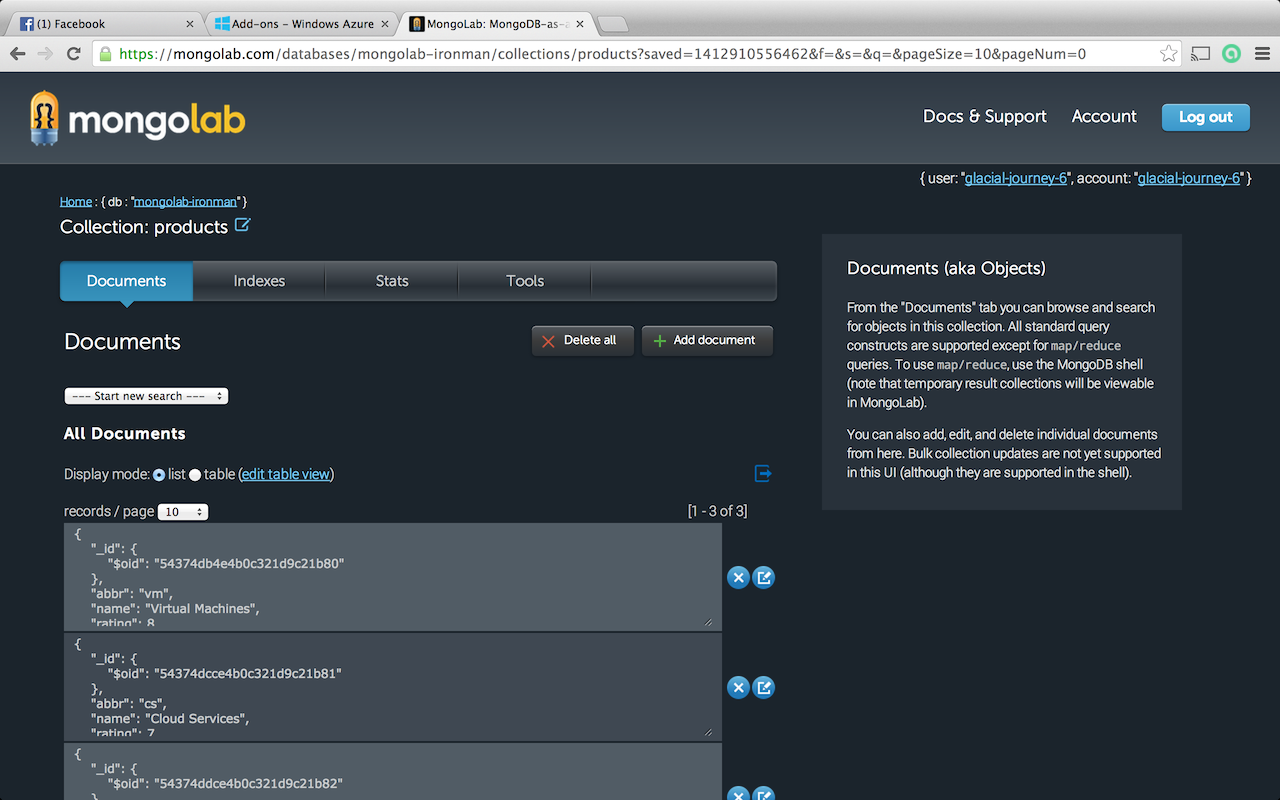 (1) Facebook
Add-ons – Windows Azure
MongoLab: MongoDB-as-a
https://mongolab.com/databases/mongolab-ironman/collections/products?saved=1412910556462&f=&s=&q=&pageSize=10&pageNum=0
mongolab
Docs & Support
Account
Log out
{ user: "glacial-journey-6", account: "glacial-journey-6" }
Home : { db : "mongolab-ironman" }
Collection: products
Documents
Indexes
Stats
Tools
Documents
Delete all
Add document
--- Start new search ---
All Documents
Display mode: list table (edit table view)
records / page 10
[1 - 3 of 3]
{
"_id": {
"$oid": "54374db4e4b0c321d9c21b80"
},
"abbr": "vm",
"name": "Virtual Machines",
"rating": 8
{
"_id": {
"$oid": "54374dcce4b0c321d9c21b81"
},
"abbr": "cs",
"name": "Cloud Services",
"rating": 7
{
"_id": {
"$oid": "54374ddce4b0c321d9c21b82"
},
Documents (aka Objects)
From the "Documents" tab you can browse and search
for objects in this collection. All standard query
constructs are supported except for map/reduce
queries. To use map/reduce, use the MongoDB shell
(note that temporary result collections will be viewable
in MongoLab).
You can also add, edit, and delete individual documents
from here. Bulk collection updates are not yet supported
in this UI (although they are supported in the shell).